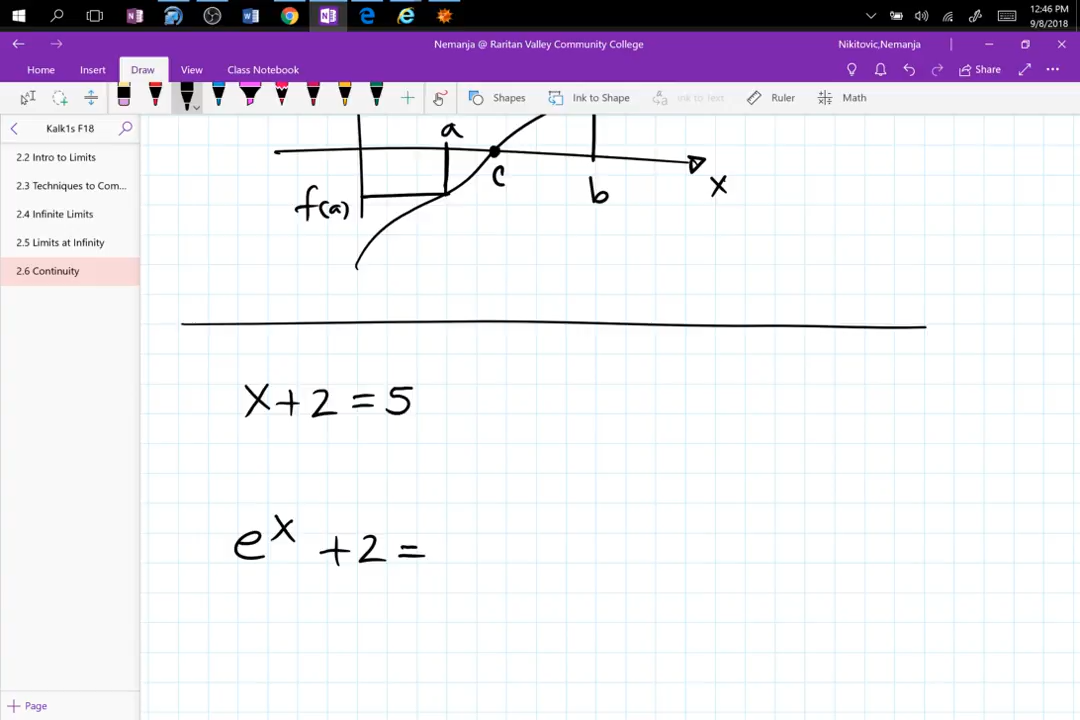 12:46 PM
9/8/2018
Nemanja @ Raritan Valley Community College
Nikitovic,Nemanja
Home Insert Draw View Class Notebook
Share
Shapes Ink to Shape Ink to Text Ruler Math
Kalk1s F18
2.2 Intro to Limits
2.3 Techniques to Com...
2.4 Infinite Limits
2.5 Limits at Infinity
2.6 Continuity
Page
a
c
b
x
f(a)
x+2=5
eˣ +2=